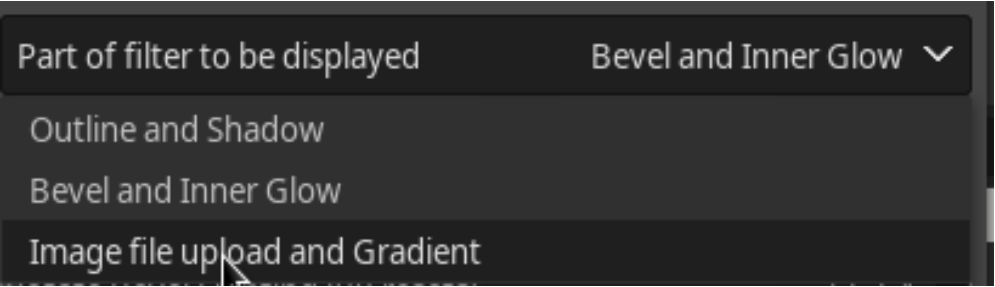 Part of filter to be displayed Bevel and Inner Glow
Outline and Shadow
Bevel and Inner Glow
Image file upload and Gradient